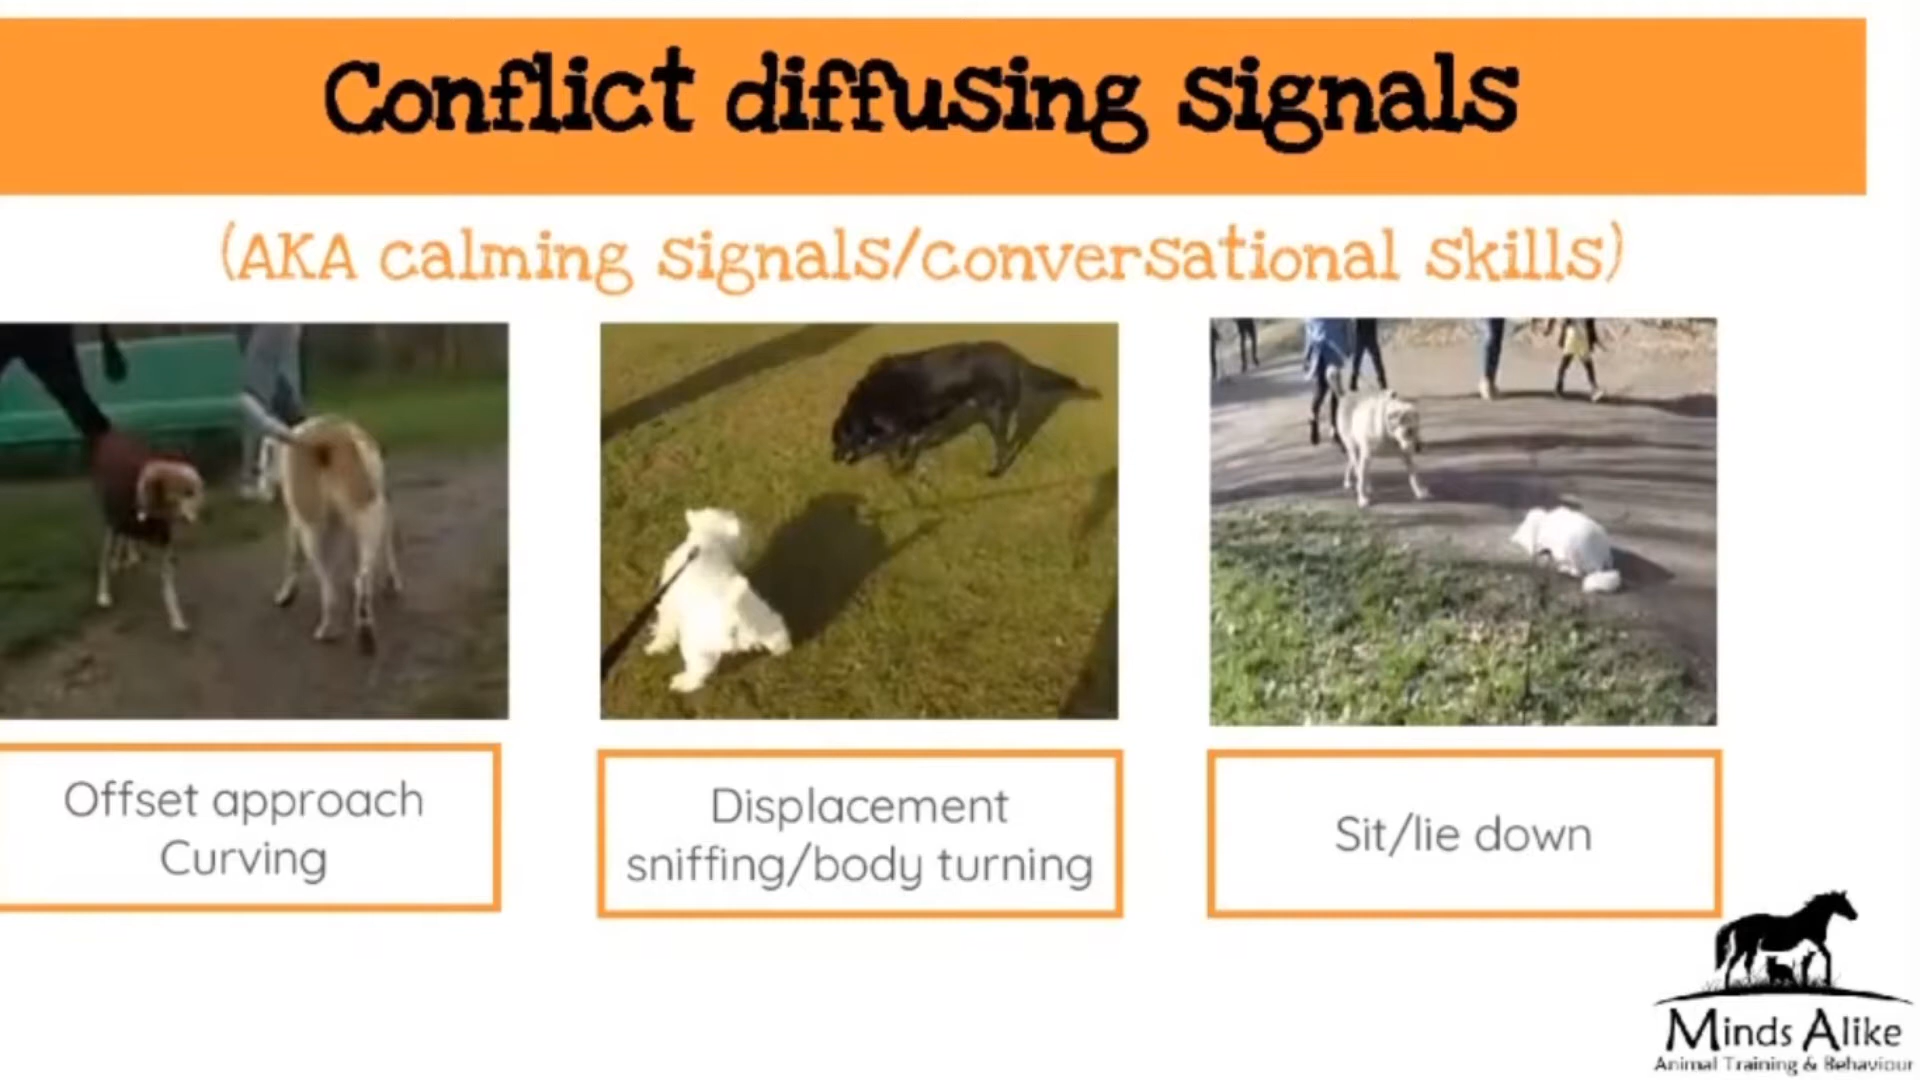 Conflict diffusing signals
(AKA calming signals/conversational skills)
Offset approach
Curving
Displacement
sniffing/body turning
Sit/lie down
Minds Alike
Animal Training & Behaviour